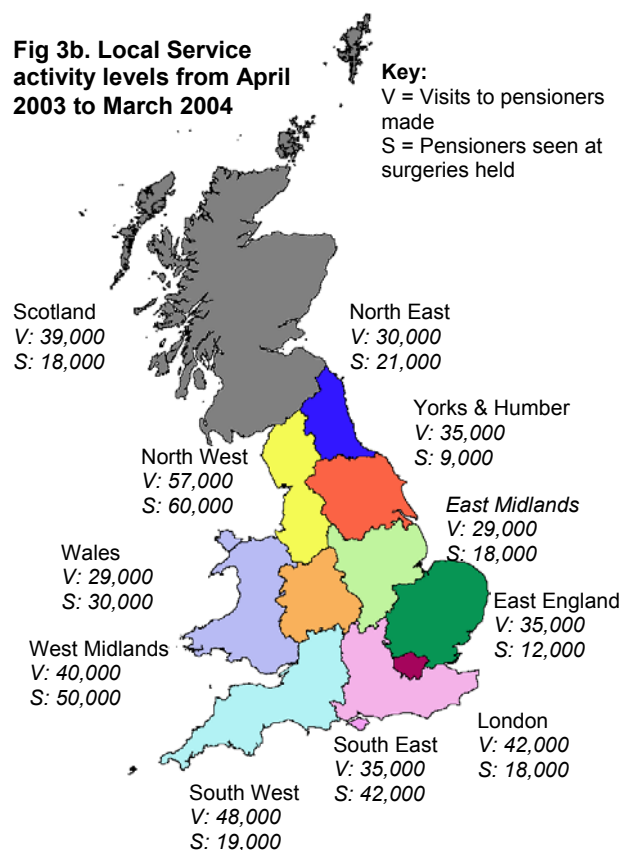 Fig 3b. Local Service
activity levels from April
2003 to March 2004
Key:
V = Visits to pensioners
made
S = Pensioners seen at
surgeries held
Scotland
V: 39,000
S: 18,000
North East
V: 30,000
S: 21,000
Yorks & Humber
V: 35,000
S: 9,000
North West
V: 57,000
S: 60,000
East Midlands
V: 29,000
S: 18,000
Wales
V: 29,000
S: 30,000
East England
V: 35,000
S: 12,000
West Midlands
V: 40,000
S: 50,000
London
V: 42,000
S: 18,000
South East
V: 35,000
S: 42,000
South West
V: 48,000
S: 19,000